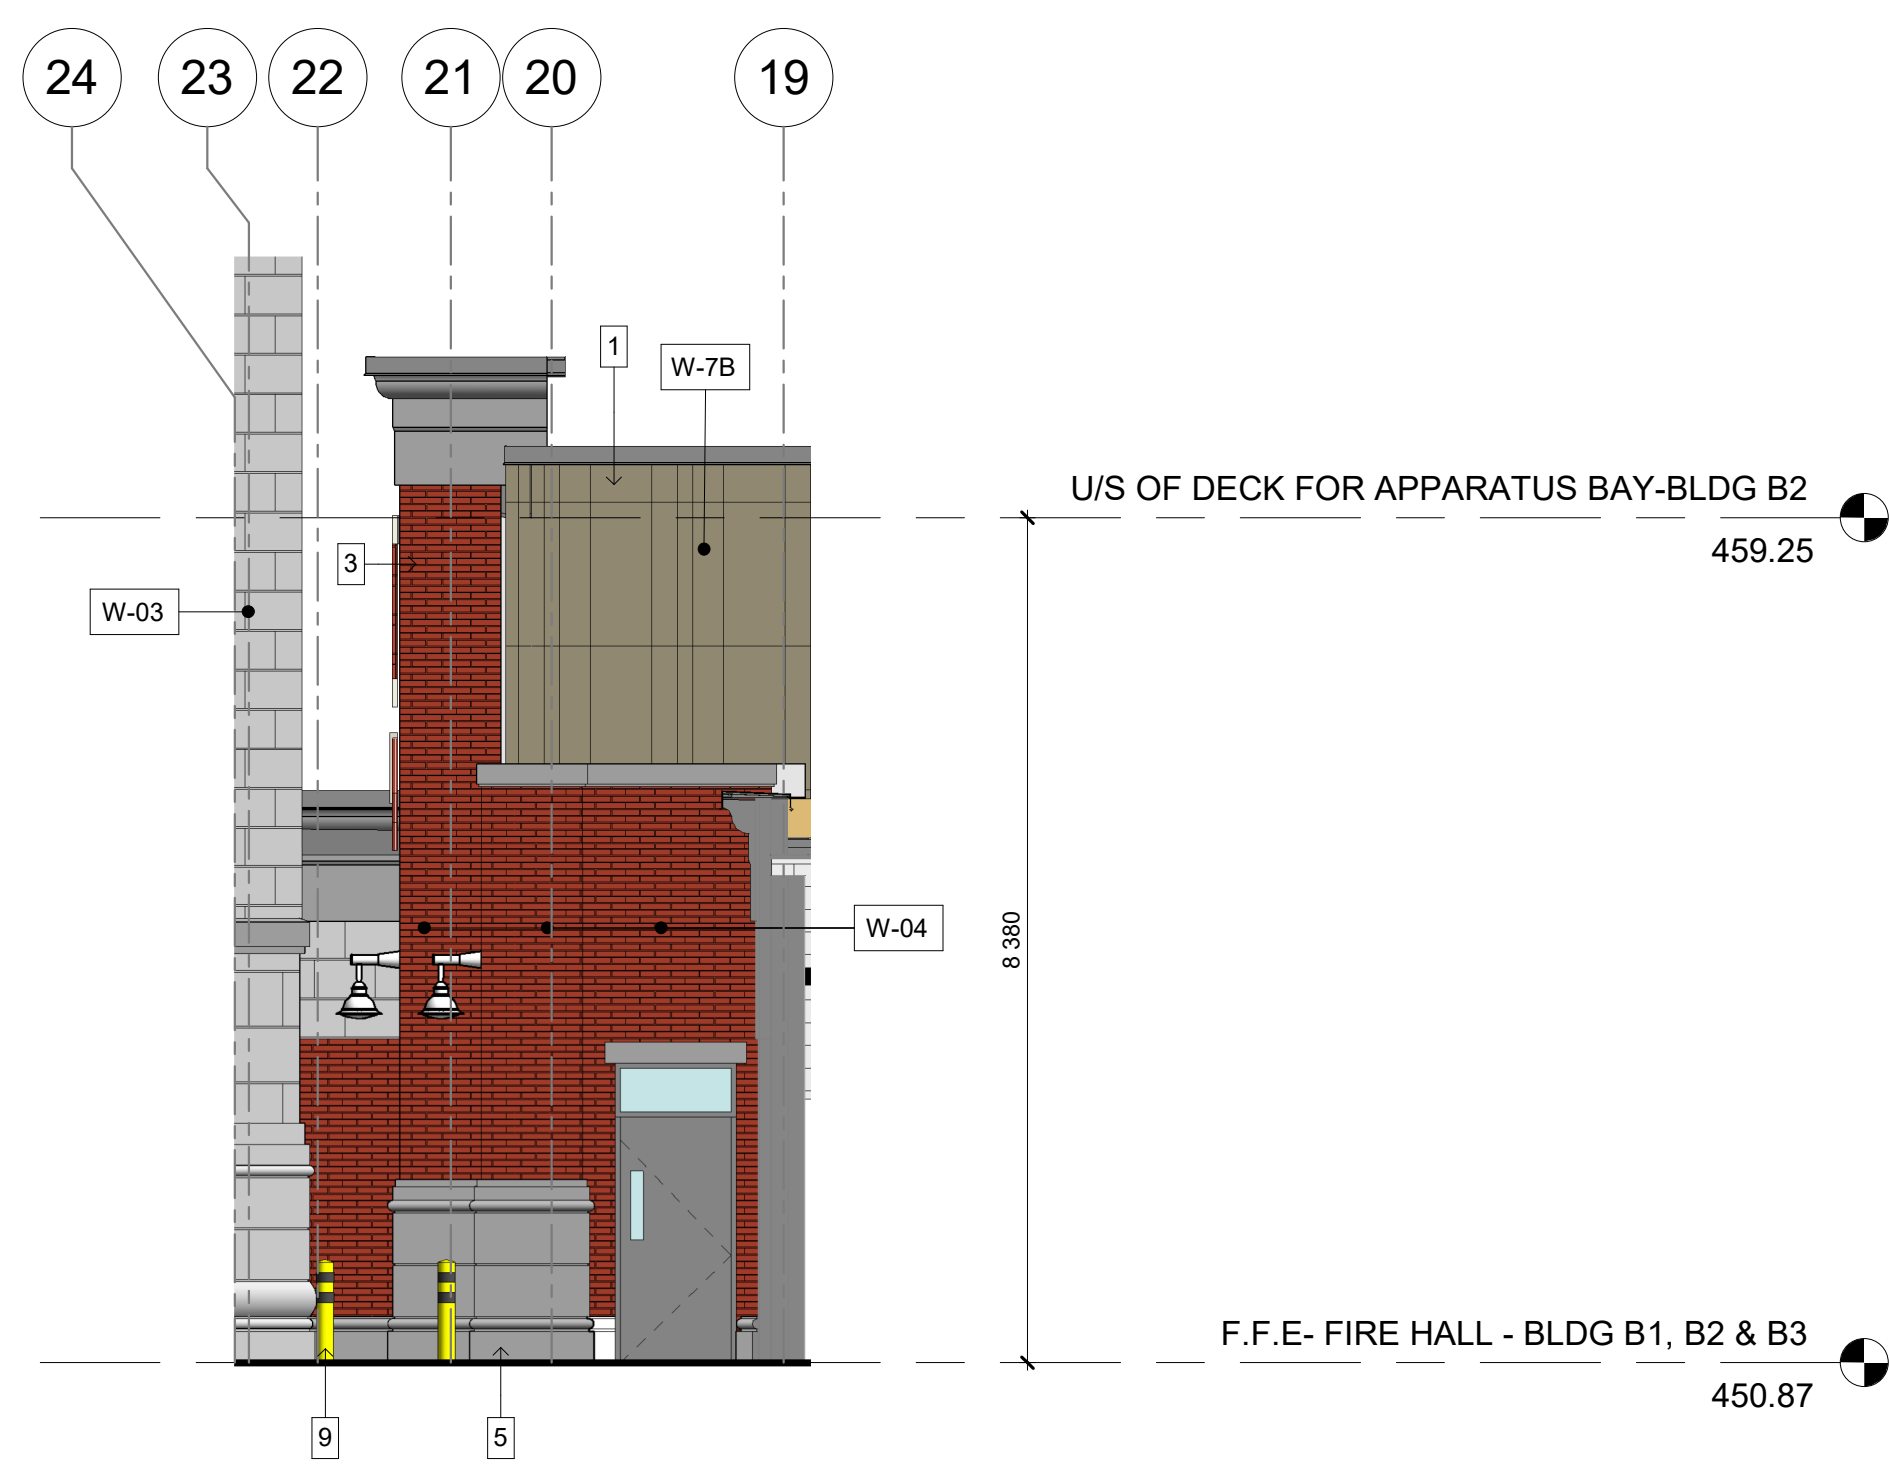 24 23 22 21 20 19
1
W-7B
U/S OF DECK FOR APPARATUS BAY-BLDG B2
459.25
3
W-03
W-04
8 380
F.F.E- FIRE HALL - BLDG B1, B2 & B3
450.87
9 5